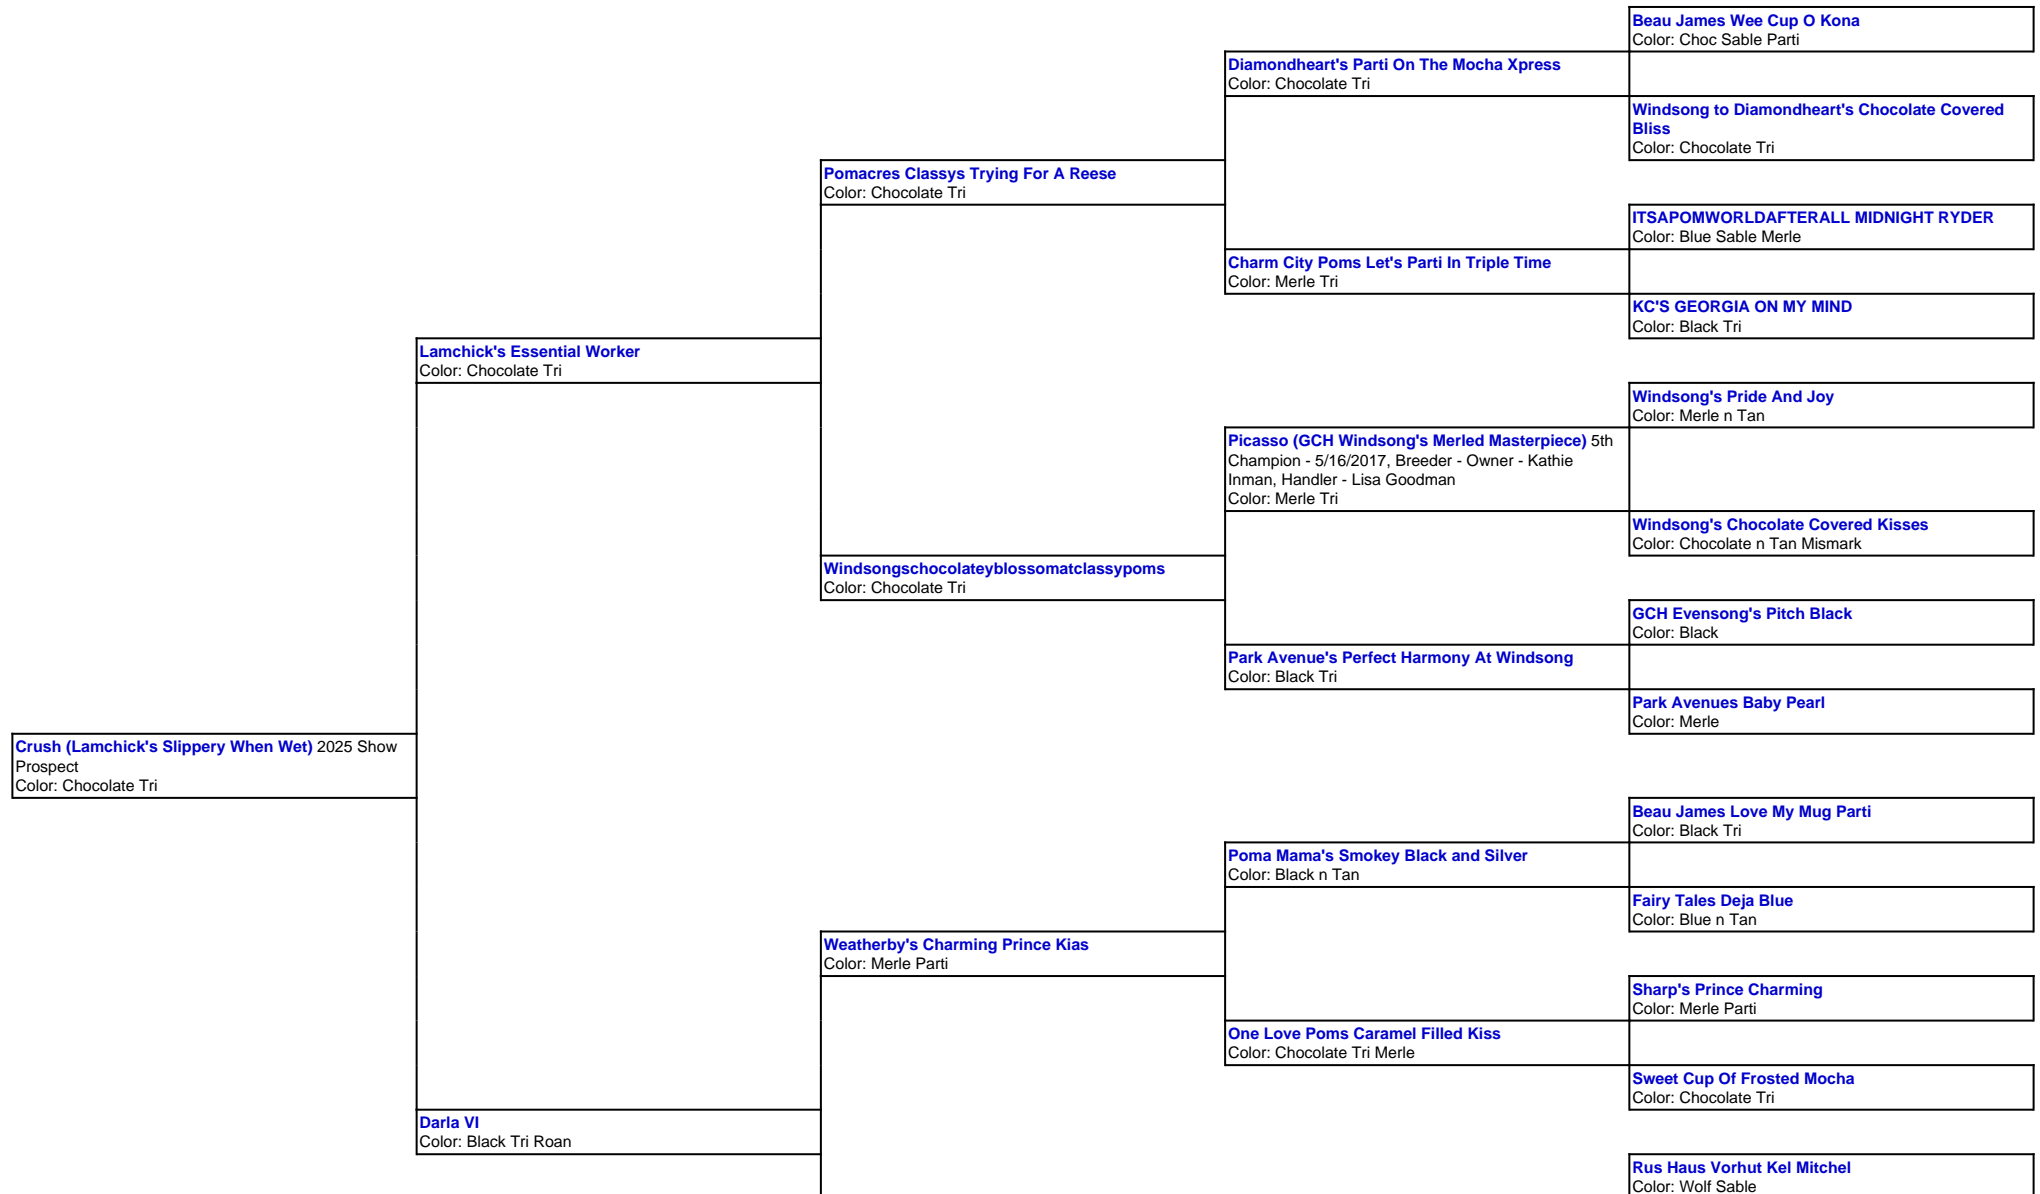 Beau James Wee Cup O Kona
Color: Choc Sable Parti
Diamondheart's Parti On The Mocha Xpress
Color: Chocolate Tri
Windsong to Diamondheart's Chocolate Covered
Bliss
Color: Chocolate Tri
Pomacres Classys Trying For A Reese
Color: Chocolate Tri
ITSAPOMWORLDAFTERALL MIDNIGHT RYDER
Color: Blue Sable Merle
Charm City Poms Let's Parti In Triple Time
Color: Merle Tri
KC'S GEORGIA ON MY MIND
Color: Black Tri
Lamchick's Essential Worker
Color: Chocolate Tri
Windsong's Pride And Joy
Color: Merle n Tan
Picasso (GCH Windsong's Merled Masterpiece) 5th
Champion - 5/16/2017, Breeder - Owner - Kathie
Inman, Handler - Lisa Goodman
Color: Merle Tri
Windsong's Chocolate Covered Kisses
Color: Chocolate n Tan Mismark
Windsongschocolateyblossomatclassypoms
Color: Chocolate Tri
GCH Evensong's Pitch Black
Color: Black
Park Avenue's Perfect Harmony At Windsong
Color: Black Tri
Park Avenues Baby Pearl
Color: Merle
Crush (Lamchick's Slippery When Wet) 2025 Show
Prospect
Color: Chocolate Tri
Beau James Love My Mug Parti
Color: Black Tri
Poma Mama's Smokey Black and Silver
Color: Black n Tan
Fairy Tales Deja Blue
Color: Blue n Tan
Weatherby's Charming Prince Kias
Color: Merle Parti
Sharp's Prince Charming
Color: Merle Parti
One Love Poms Caramel Filled Kiss
Color: Chocolate Tri Merle
Sweet Cup Of Frosted Mocha
Color: Chocolate Tri
Darla VI
Color: Black Tri Roan
Rus Haus Vorhut Kel Mitchel
Color: Wolf Sable